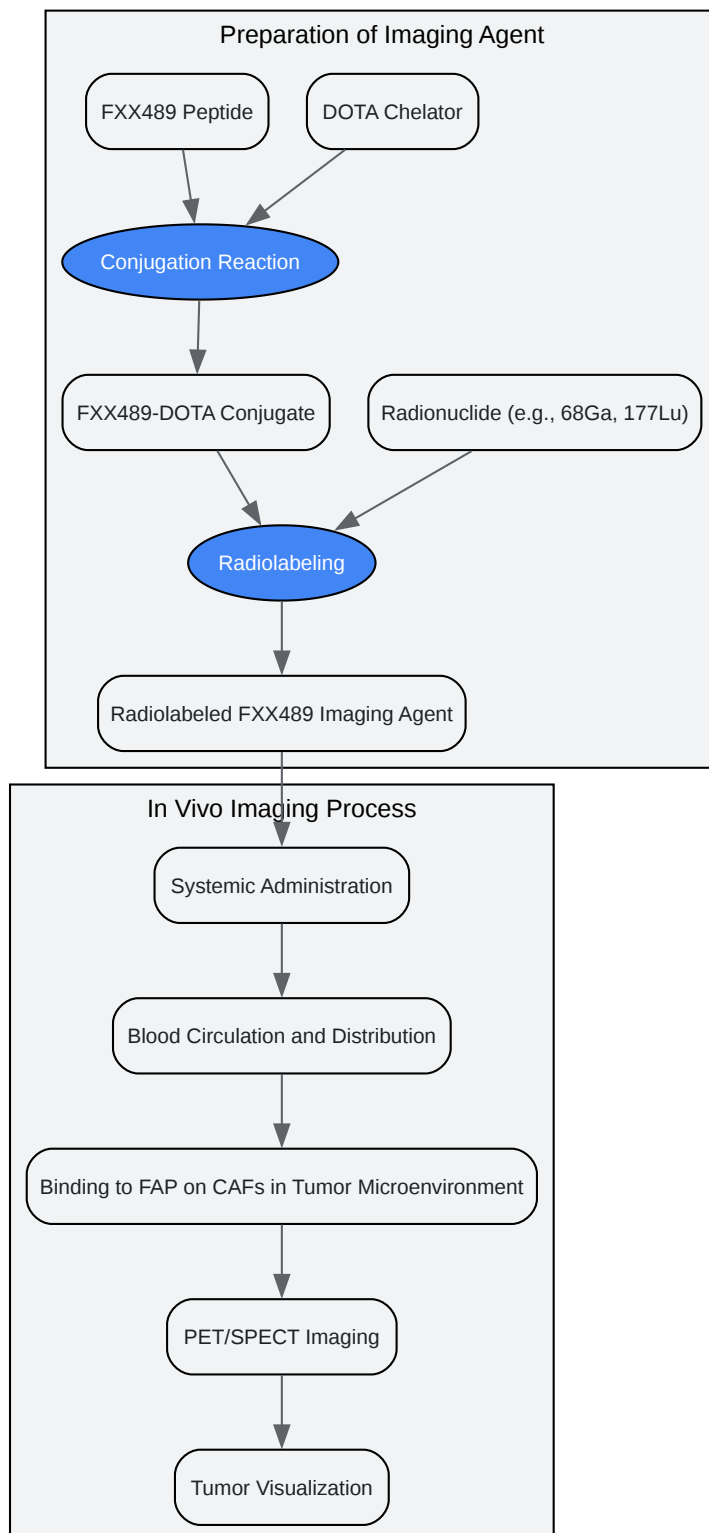 Preparation of Imaging Agent
FXX489 Peptide
DOTA Chelator
Conjugation Reaction
FXX489-DOTA Conjugate
Radionuclide (e.g., 68Ga, 177Lu)
Radiolabeling
Radiolabeled FXX489 Imaging Agent
In Vivo Imaging Process
Systemic Administration
Blood Circulation and Distribution
Binding to FAP on CAFs in Tumor Microenvironment
PET/SPECT Imaging
Tumor Visualization